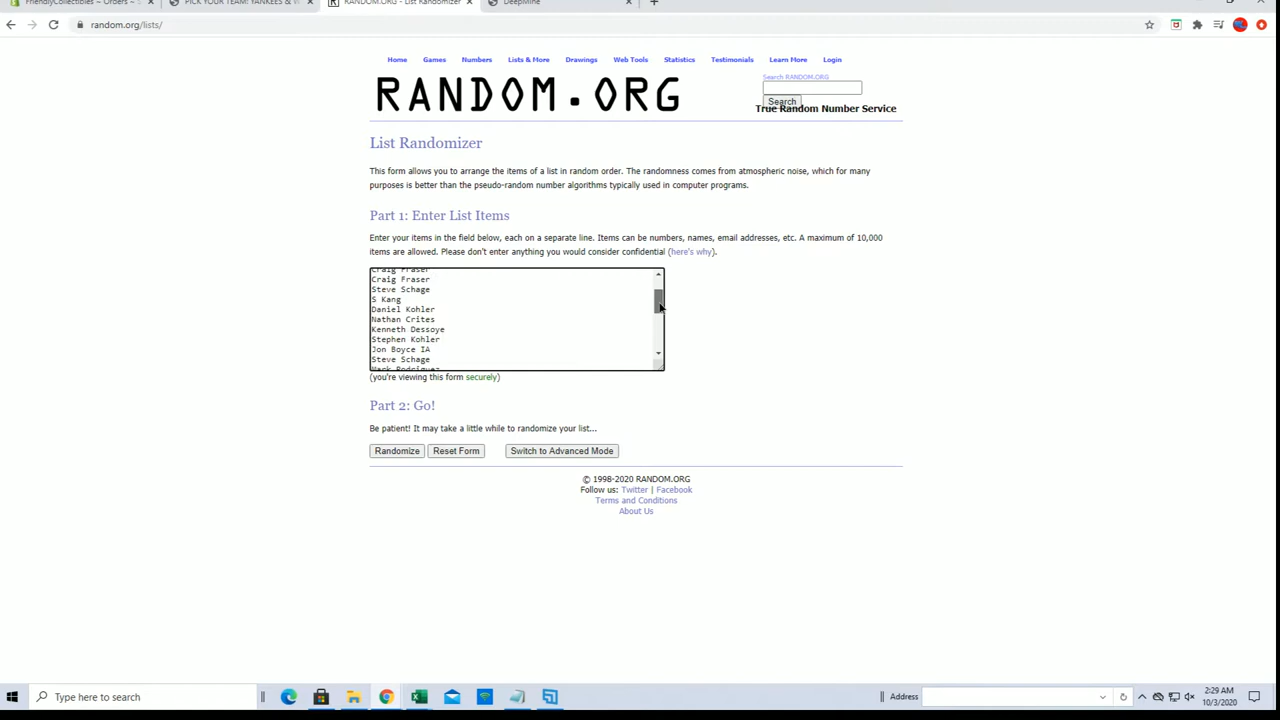 FriendlyCollectibles ~ Orders ~
PICK YOUR TEAM! YANKEES & W
RANDOM.ORG - List Randomizer
DeepMine
random.org/lists/
Home Games Numbers Lists & More Drawings Web Tools Statistics Testimonials Learn More Login
RANDOM.ORG
Search RANDOM.ORG
Search
True Random Number Service
List Randomizer
This form allows you to arrange the items of a list in random order. The randomness comes from atmospheric noise, which for many
purposes is better than the pseudo-random number algorithms typically used in computer programs.
Part 1: Enter List Items
Enter your items in the field below, each on a separate line. Items can be numbers, names, email addresses, etc. A maximum of 10,000
items are allowed. Please don't enter anything you would consider confidential (here's why).
Craig Fraser
Craig Fraser
Steve Schage
S Kang
Daniel Kohler
Nathan Crites
Kenneth Dessoye
Stephen Kohler
Jon Boyce IA
Steve Schage
Mark Rodriguez
(you're viewing this form securely)
Part 2: Go!
Be patient! It may take a little while to randomize your list...
Randomize Reset Form Switch to Advanced Mode
© 1998-2020 RANDOM.ORG
Follow us: Twitter | Facebook
Terms and Conditions
About Us
Type here to search
Address
2:29 AM
10/3/2020